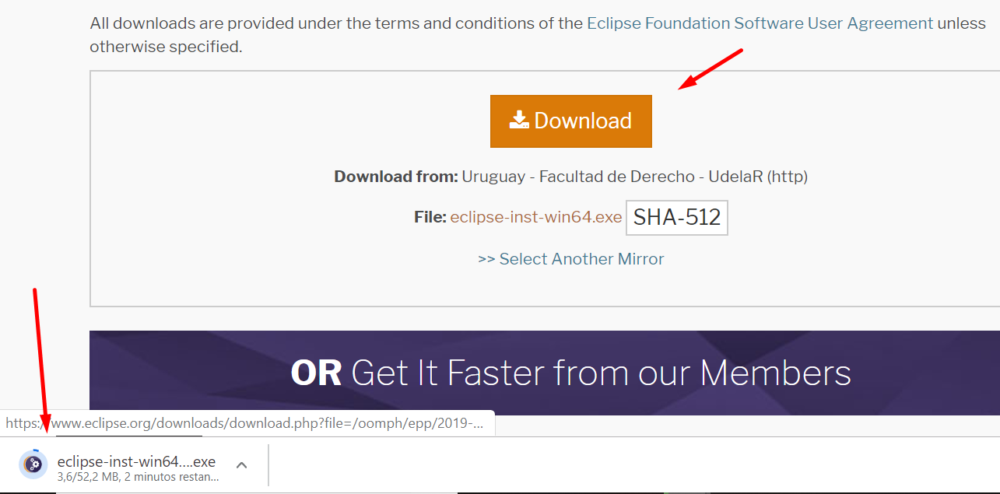 All downloads are provided under the terms and conditions of the Eclipse Foundation Software User Agreement unless
otherwise specified.
Download
Download from: Uruguay - Facultad de Derecho - UdelaR (http)
File: eclipse-inst-win64.exe SHA-512
>> Select Another Mirror
OR Get It Faster from our Members
https://www.eclipse.org/downloads/download.php?file=/oomph/epp/2019-...
eclipse-inst-win64....exe
3,6/52,2 MB, 2 minutos restan...